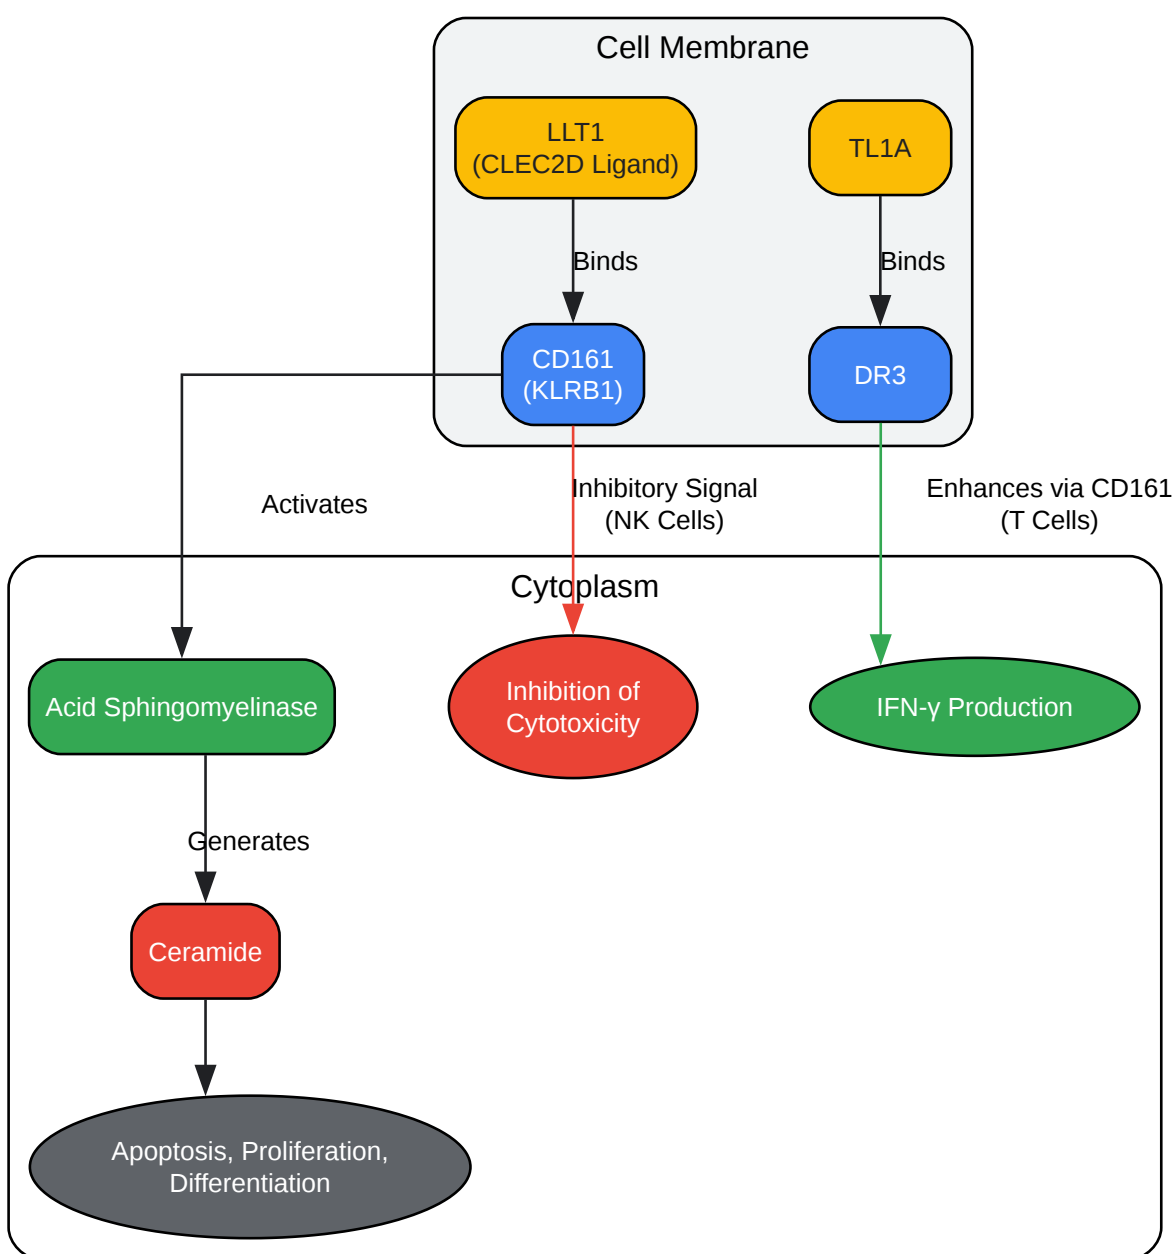 Cell Membrane
LLT1
(CLEC2D Ligand)
TL1A
Binds
Binds
CD161
(KLRB1)
DR3
Activates
Inhibitory Signal
(NK Cells)
Enhances via CD161
(T Cells)
Cytoplasm
Acid Sphingomyelinase
Inhibition of
Cytotoxicity
IFN-γ Production
Generates
Ceramide
Apoptosis, Proliferation,
Differentiation